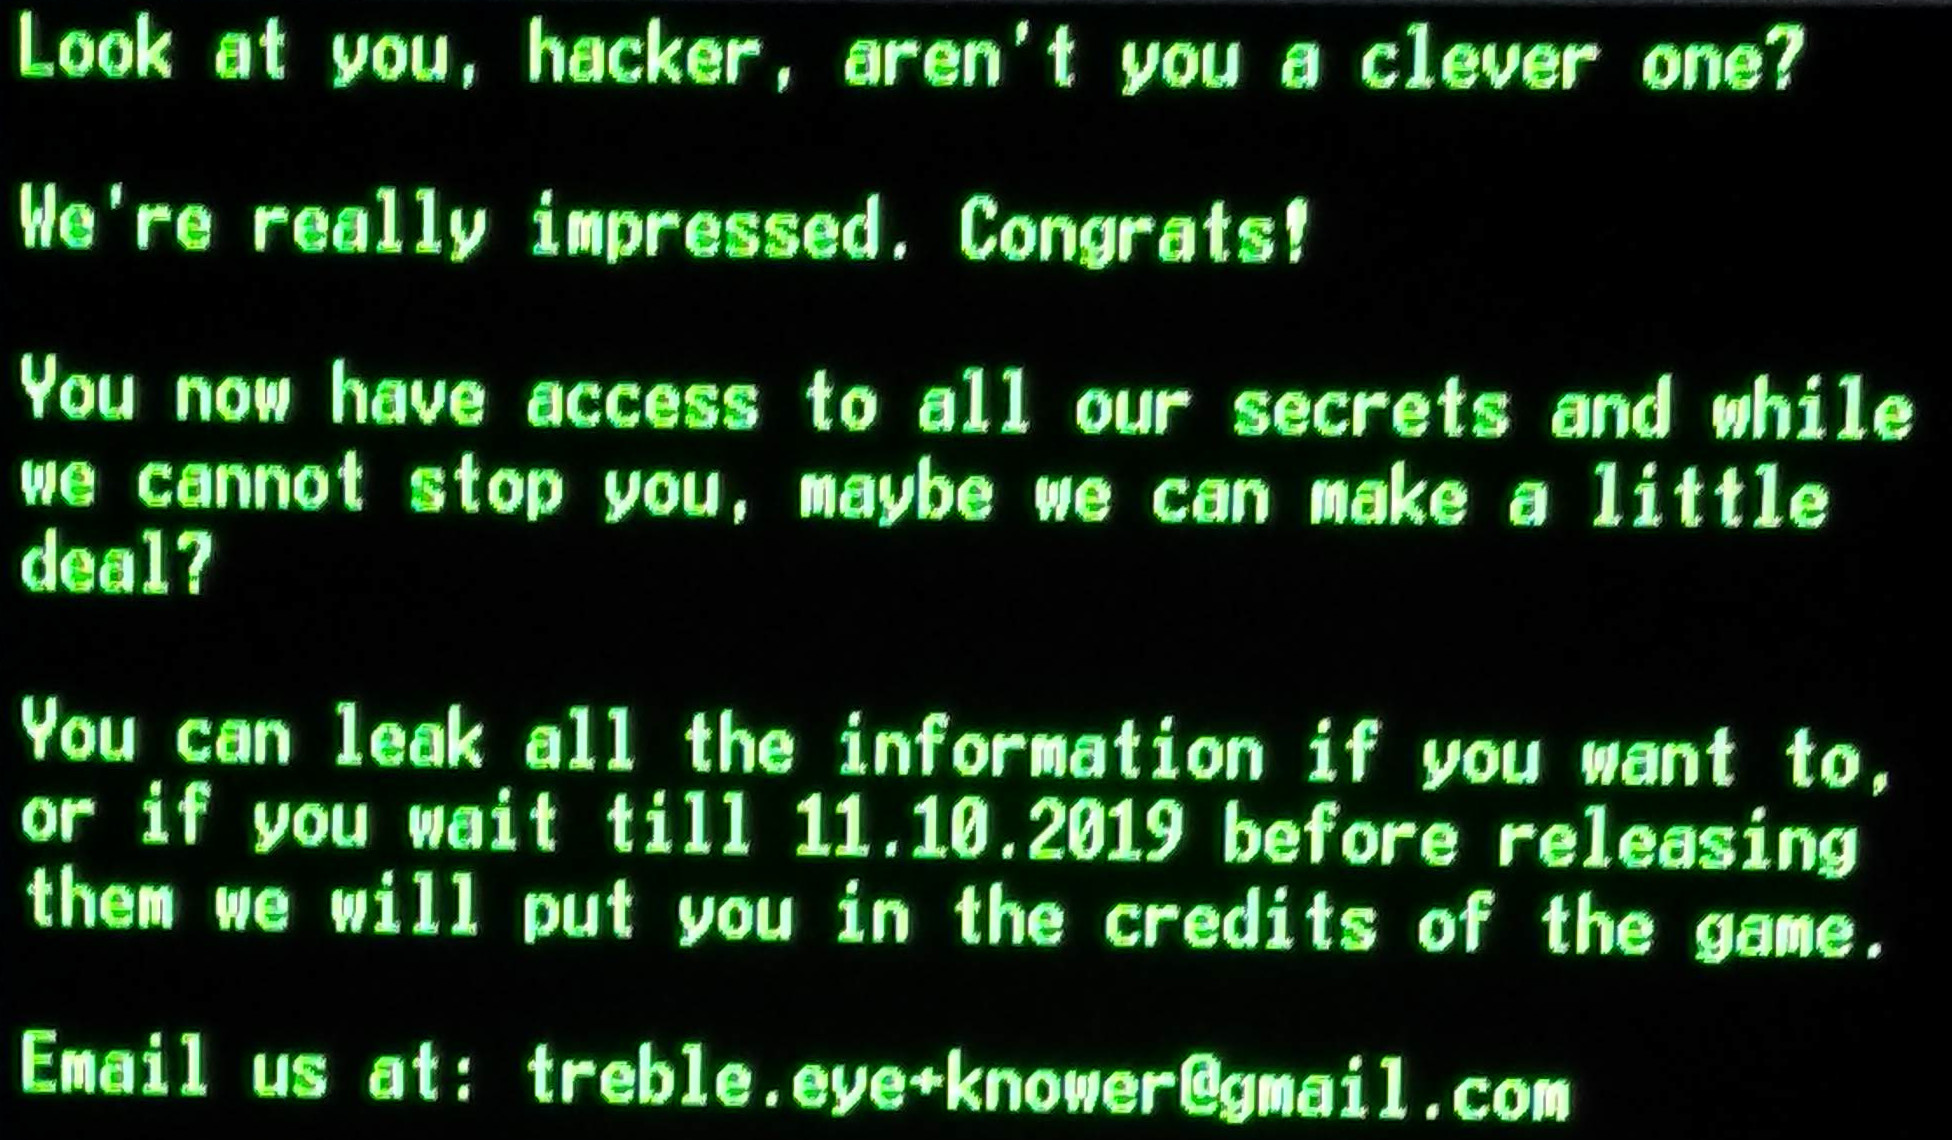 Look at you, hacker, aren't you a clever one?
We're really impressed. Congrats!
You now have access to all our secrets and while
we cannot stop you, maybe we can make a little
deal?
You can leak all the information if you want to,
or if you wait till 11.10.2019 before releasing
them we will put you in the credits of the game.
Email us at: treble.eye+knower@gmail.com